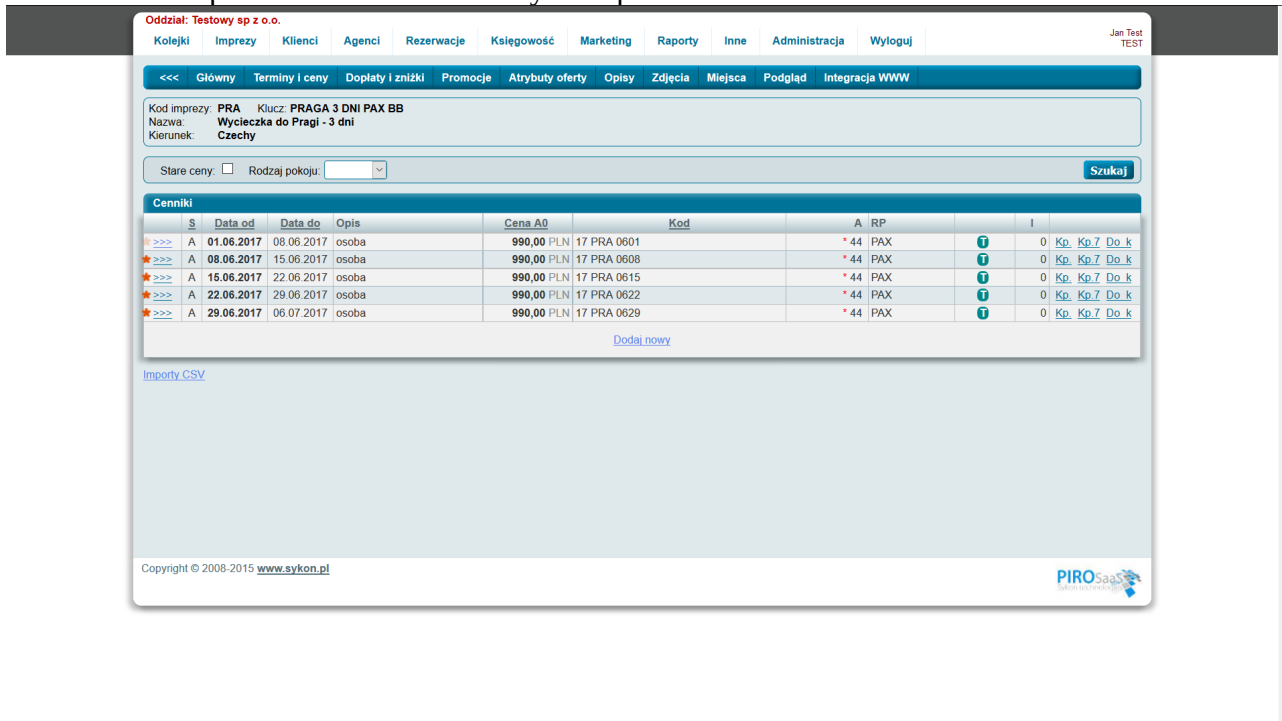 Oddział: Testowy sp z o.o.
Kolejki Imprezy Klienci Agenci Rezerwacje Księgowość Marketing Raporty Inne Administracja Wyloguj
Jan Test
TEST
<<< Główny Terminy i ceny Dopłaty i zniżki Promocje Atrybuty oferty Opisy Zdjęcia Miejsca Podgląd Integracja WWW
Kod imprezy: PRA Klucz: PRAGA 3 DNI PAX BB
Nazwa: Wycieczka do Pragi - 3 dni
Kierunek: Czechy
Stare ceny: Rodzaj pokoju: Szukaj
Cenniki
S Data od Data do Opis Cena A0 Kod A RP I
>>> A 01.06.2017 08.06.2017 osoba 990,00 PLN 17 PRA 0601 * 44 PAX T 0 Kp. Kp.7 Do k
>>> A 08.06.2017 15.06.2017 osoba 990,00 PLN 17 PRA 0608 * 44 PAX T 0 Kp. Kp.7 Do k
>>> A 15.06.2017 22.06.2017 osoba 990,00 PLN 17 PRA 0615 * 44 PAX T 0 Kp. Kp.7 Do k
>>> A 22.06.2017 29.06.2017 osoba 990,00 PLN 17 PRA 0622 * 44 PAX T 0 Kp. Kp.7 Do k
>>> A 29.06.2017 06.07.2017 osoba 990,00 PLN 17 PRA 0629 * 44 PAX T 0 Kp. Kp.7 Do k
Dodaj nowy
Importy CSV
Copyright © 2008-2015 www.sykon.pl
PIROSaaS